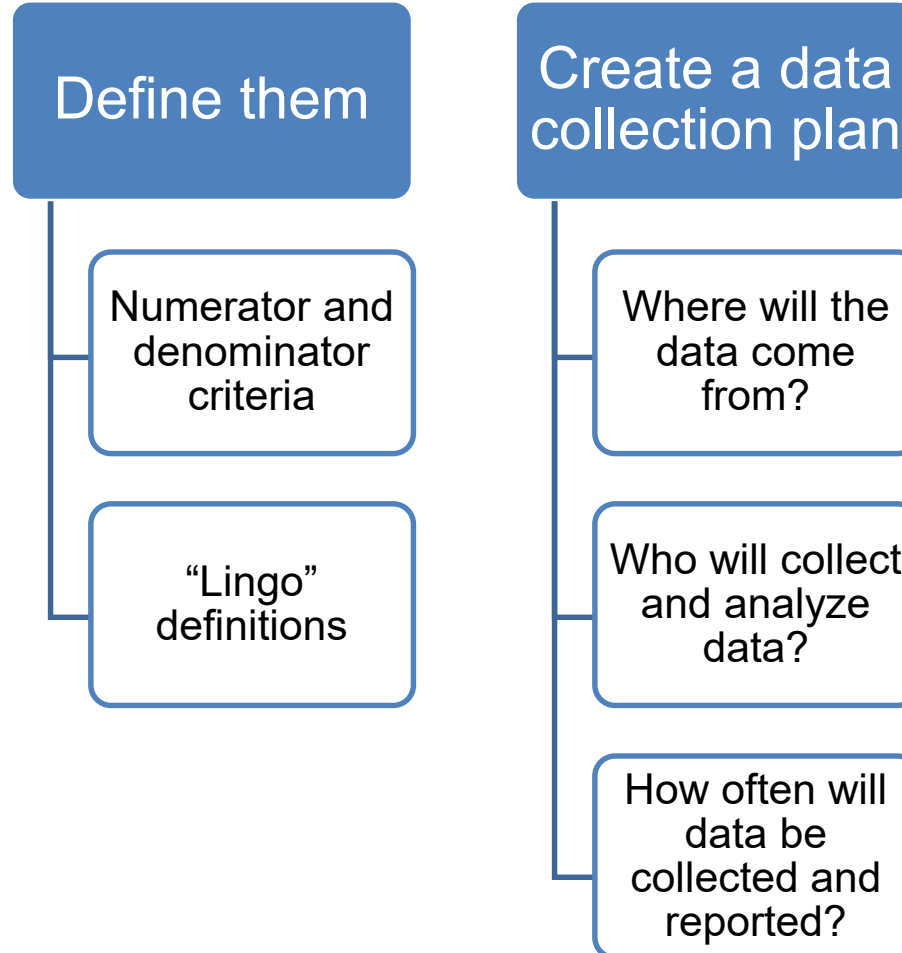 Define them
Numerator and
denominator
criteria
“Lingo”
definitions
Create a data
collection plan
Where will the
data come
from?
Who will collect
and analyze
data?
How often will
data be
collected and
reported?